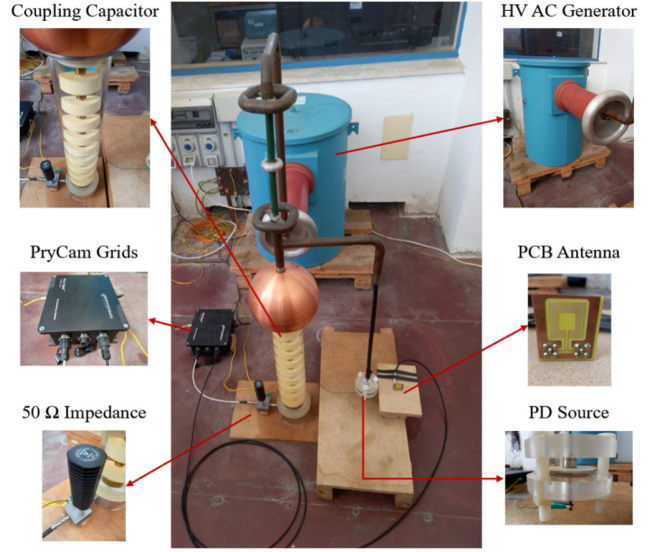 Coupling Capacitor
HV AC Generator
PryCam Grids
PCB Antenna
50 Ω Impedance
PD Source